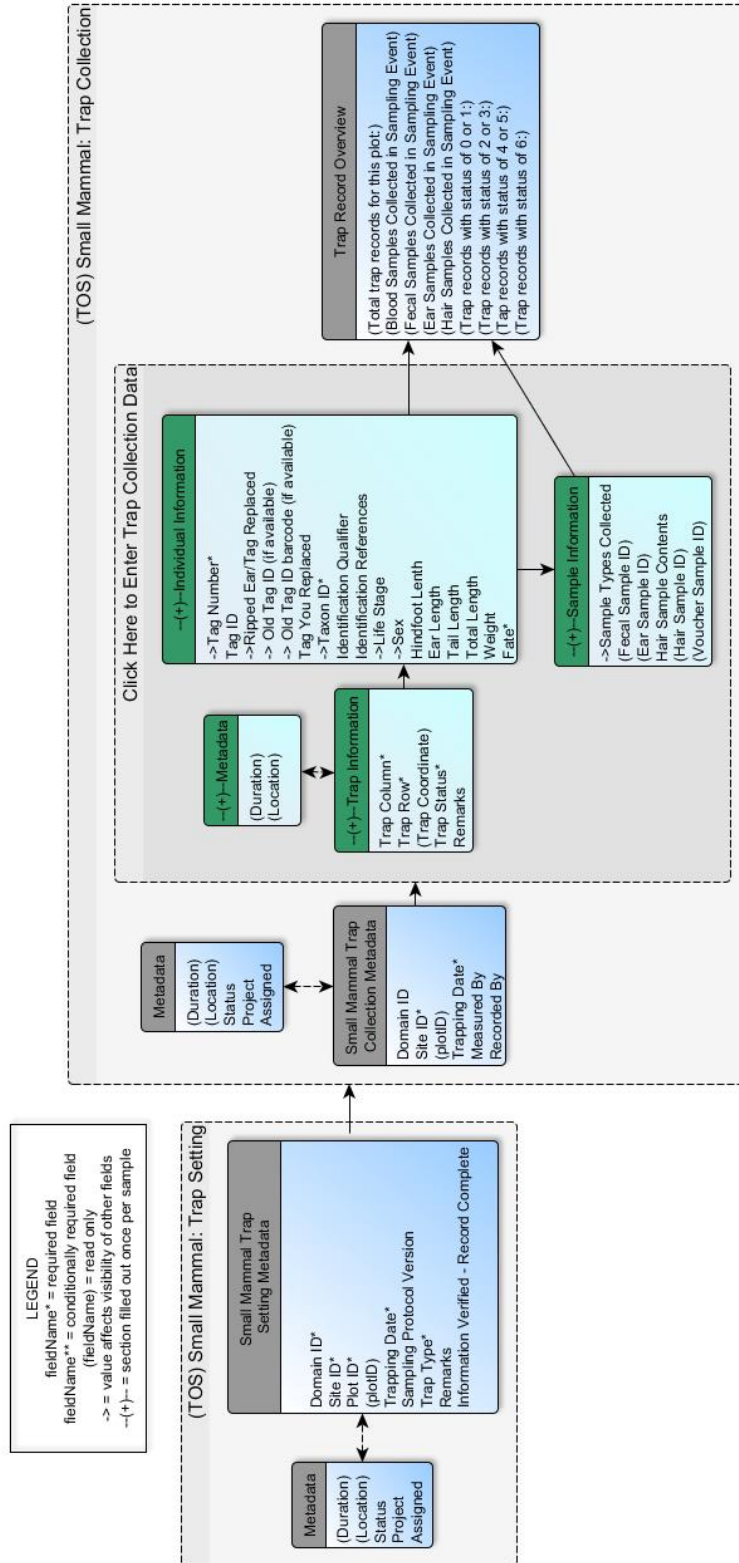 LEGEND
fieldName* = required field
fieldName** = conditionally required field
(fieldName) = read only
-> = value affects visibility of other fields
--(+)-- = section filled out once per sample
(TOS) Small Mammal: Trap Setting
Metadata
(Duration)
(Location)
Status
Project
Assigned
Small Mammal Trap
Setting Metadata
Domain ID*
Site ID*
Plot ID*
(plotID)
Trapping Date*
Sampling Protocol Version
Trap Type*
Remarks
Information Verified - Record Complete
(TOS) Small Mammal: Trap Collection
Metadata
(Duration)
(Location)
Status
Project
Assigned
Small Mammal Trap
Collection Metadata
Domain ID
Site ID*
(plotID)
Trapping Date*
Measured By
Recorded By
Click Here to Enter Trap Collection Data
--(+)--Metadata
(Duration)
(Location)
--(+)--Trap Information
Trap Column*
Trap Row*
(Trap Coordinate)
Trap Status*
Remarks
--(+)--Individual Information
->Tag Number*
Tag ID
->Ripped Ear/Tag Replaced
-> Old Tag ID (if available)
-> Old Tag ID barcode (if available)
Tag You Replaced
->Taxon ID*
Identification Qualifier
Identification References
->Life Stage
->Sex
Hindfoot Lenth
Ear Length
Tail Length
Total Length
Weight
Fate*
--(+)--Sample Information
->Sample Types Collected
(Fecal Sample ID)
(Ear Sample ID)
Hair Sample Contents
(Hair Sample ID)
(Voucher Sample ID)
Trap Record Overview
(Total trap records for this plot:)
(Blood Samples Collected in Sampling Event)
(Fecal Samples Collected in Sampling Event)
(Ear Samples Collected in Sampling Event)
(Hair Samples Collected in Sampling Event)
(Trap records with status of 0 or 1:)
(Trap records with status of 2 or 3:)
(Tap records with status of 4 or 5:)
(Trap records with status of 6:)